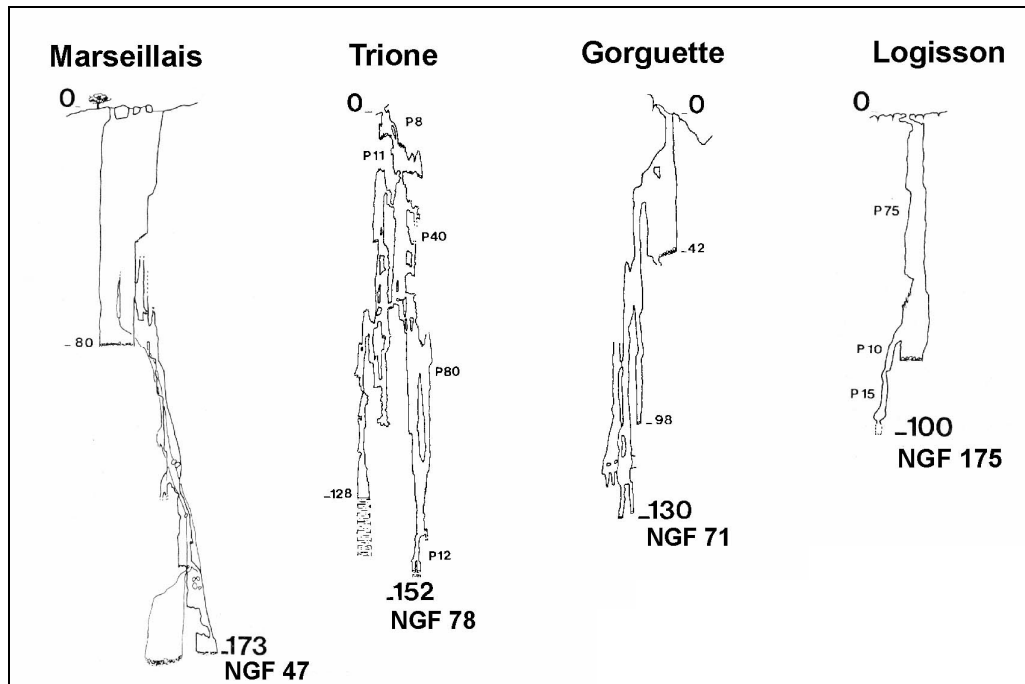 Marseillais
0
_80
_173
NGF 47
Trione
0
P8
P11
P40
P80
_128
P12
_152
NGF 78
Gorguette
0
_42
_98
_130
NGF 71
Logisson
0
P75
P10
P15
_100
NGF 175